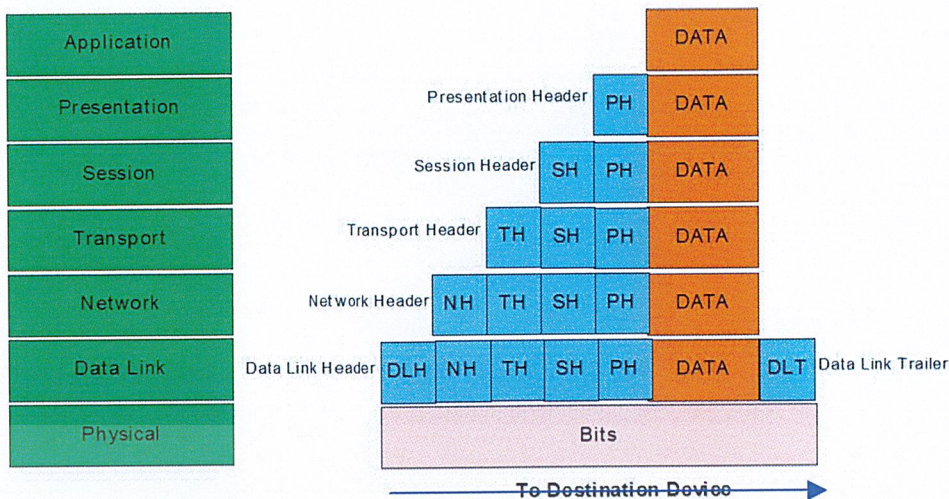 Application DATA
Presentation Presentation Header PH DATA
Session Session Header SH PH DATA
Transport Transport Header TH SH PH DATA
Network Network Header NH TH SH PH DATA
Data Link Data Link Header DLH NH TH SH PH DATA DLT Data Link Trailer
Physical Bits
To Destination Device